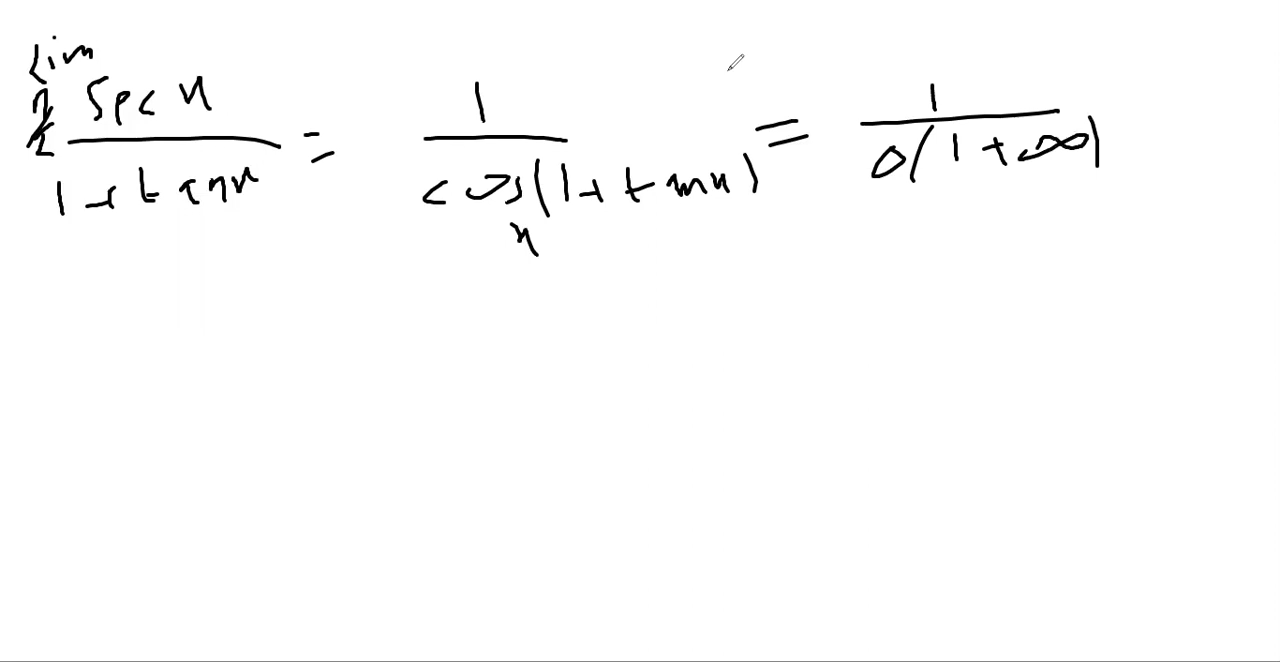 lim
π/2 sec x / 1 + tan x = 1 / cos x (1 + tan x) = 1 / 0(1 + ∞)